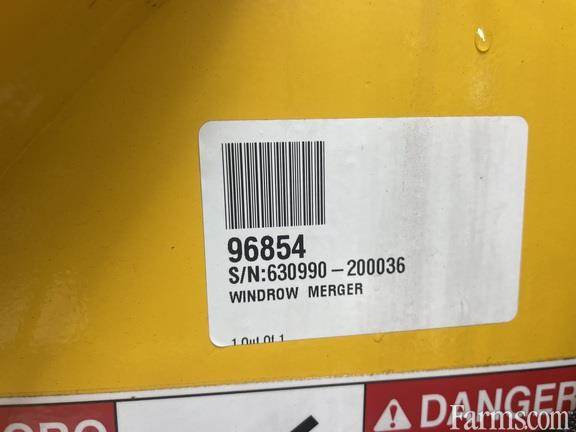 96854
S/N:630990-200036
WINDROW MERGER
1 Out Of 1
DANGER
Farms.com